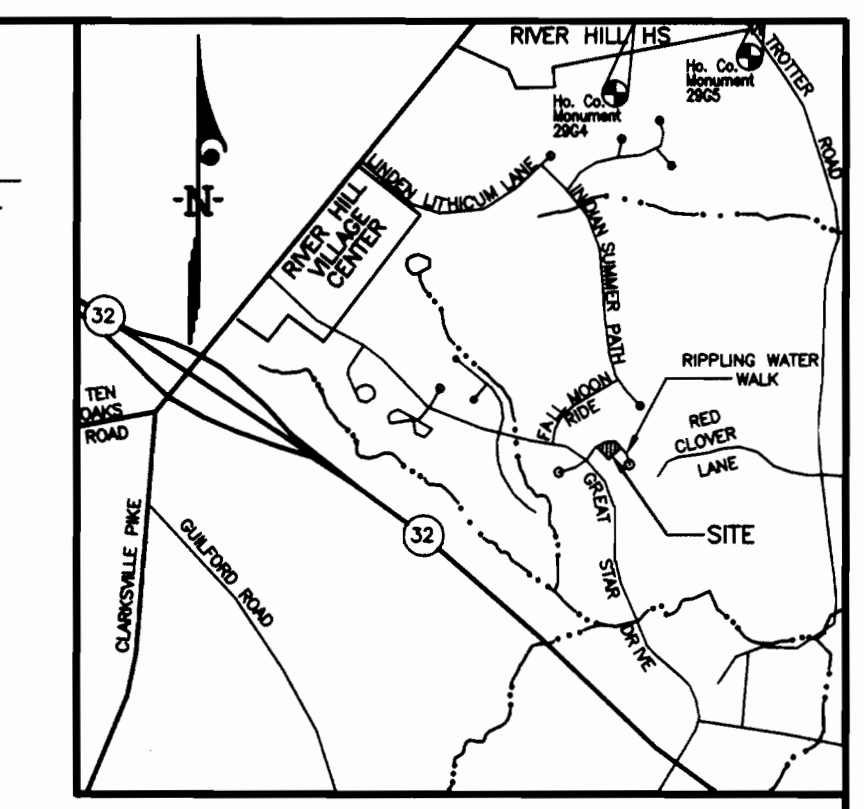 RIVER HILL HS
Ho. Co.
Monument
29G4
Ho. Co.
Monument
29G5
TROTTER
ROAD
LINDEN LITHICUM LANE
-N-
RIVER HILL
VILLAGE
CENTER
INDIAN SUMMER PATH
32
RIPPLING WATER
WALK
TEN
OAKS
ROAD
FALL MOON
RIDE
RED
CLOVER
LANE
GREAT
STAR
DRIVE
SITE
32
CLARKSVILLE PIKE
GUILFORD ROAD